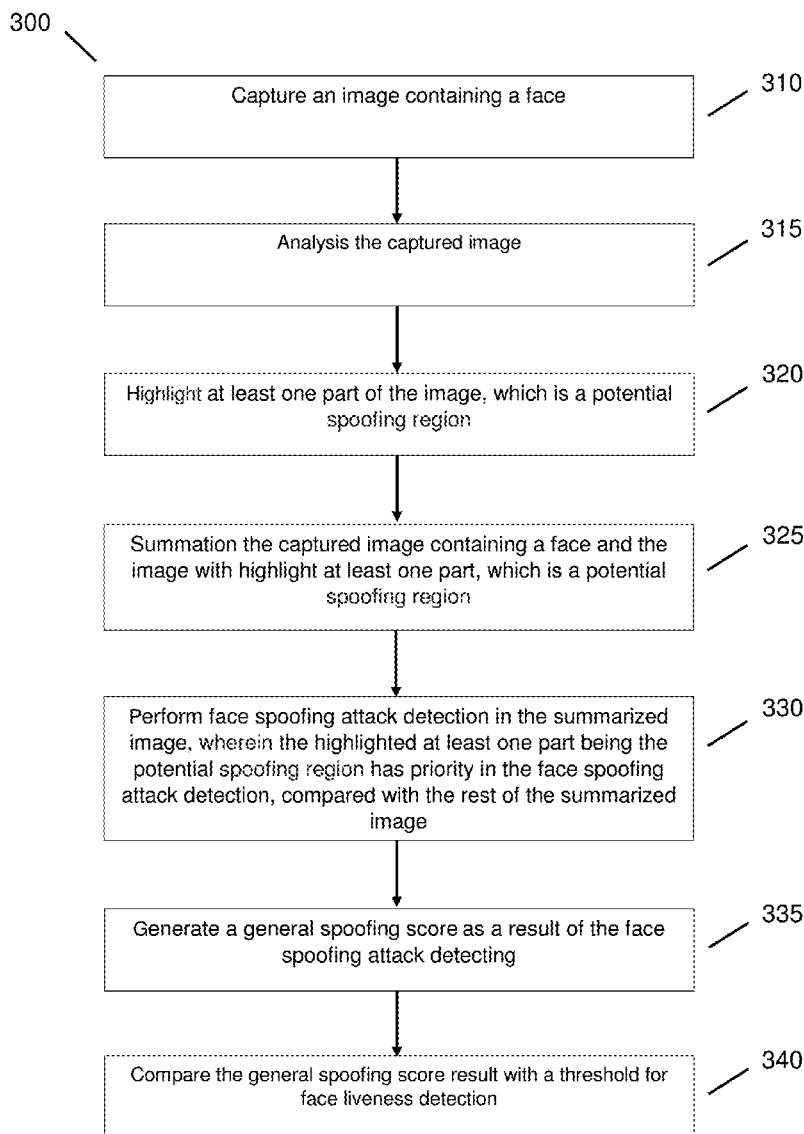 300
Capture an image containing a face
310
Analysis the captured image
315
Highlight at least one part of the image, which is a potential
spoofing region
320
Summation the captured image containing a face and the
image with highlight at least one part, which is a potential
spoofing region
325
Perform face spoofing attack detection in the summarized
image, wherein the highlighted at least one part being the
potential spoofing region has priority in the face spoofing
attack detection, compared with the rest of the summarized
image
330
Generate a general spoofing score as a result of the face
spoofing attack detecting
335
Compare the general spoofing score result with a threshold for
face liveness detection
340